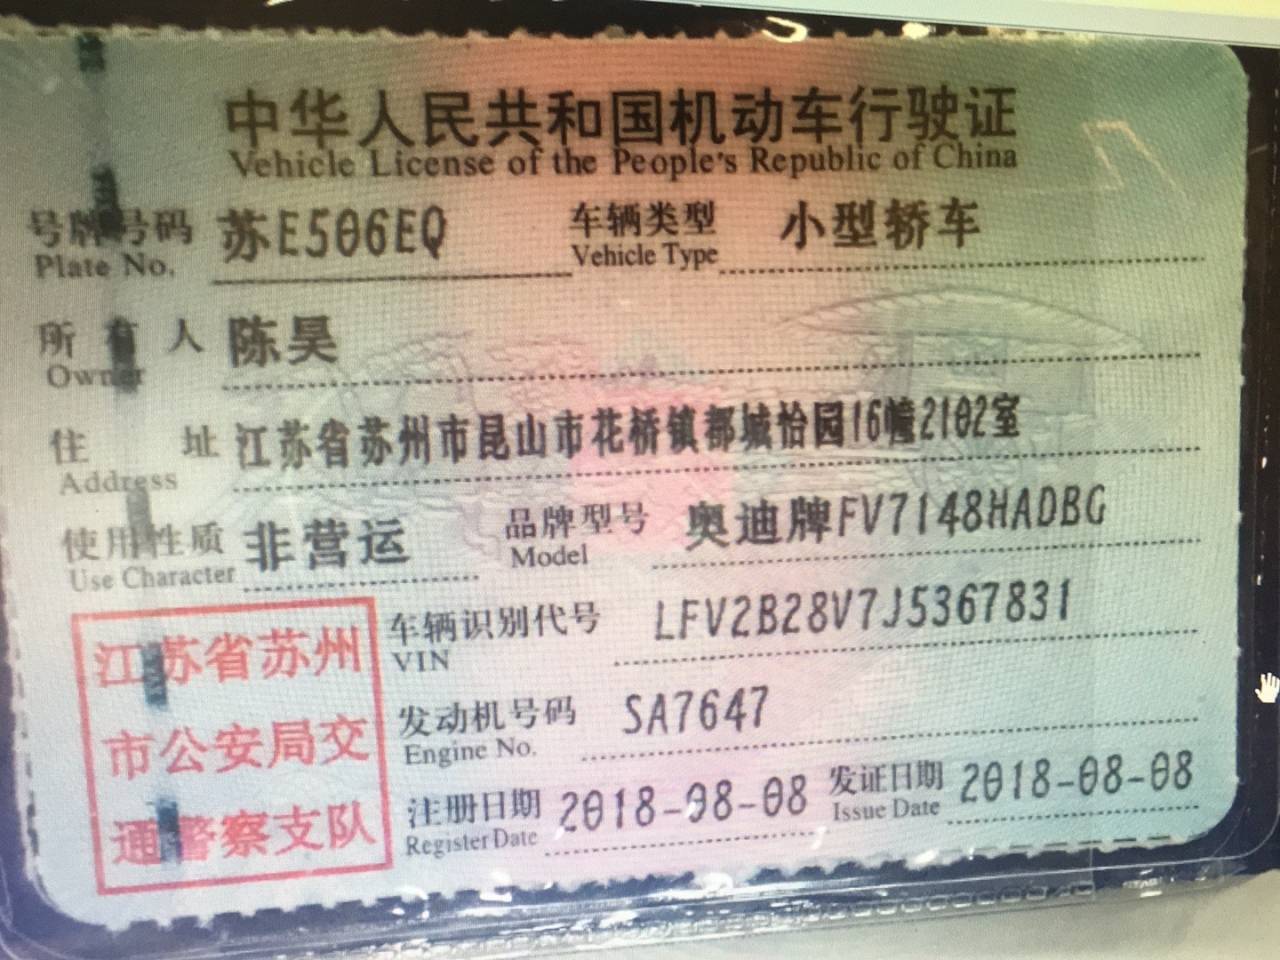 中华人民共和国机动车行驶证
Vehicle License of the People's Republic of China
号牌号码 苏E506EQ 车辆类型 小型轿车
Plate No. Vehicle Type
所有人 陈昊
Owner
住址 江苏省苏州市昆山市花桥镇都城怡园16幢2102室
Address
使用性质 非营运 品牌型号 奥迪牌FV7148HADBG
Use Character Model
车辆识别代号 LFV2B28V7J5367831
VIN
发动机号码 SA7647
Engine No.
注册日期 2018-08-08 发证日期 2018-08-08
Register Date Issue Date
江苏省苏州
市公安局交
通警察支队